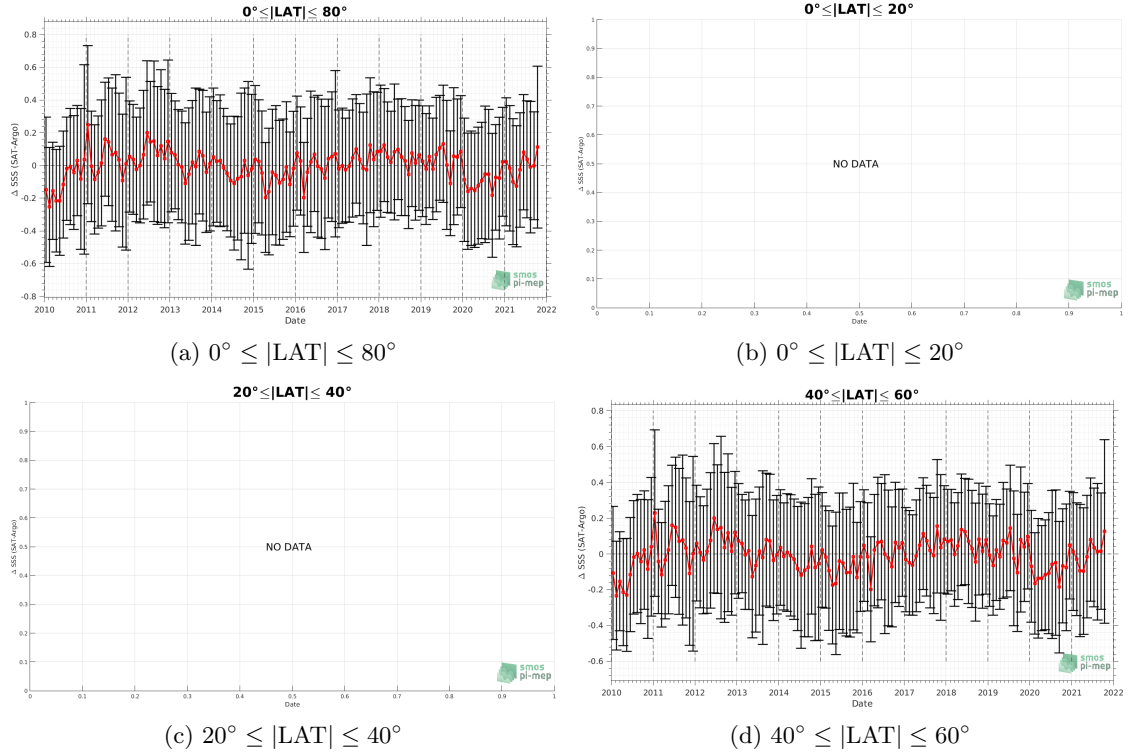 0°≤|LAT|≤ 80°
Δ SSS (SAT-Argo)
0.8
0.6
0.4
0.2
0
-0.2
-0.4
-0.6
-0.8
2010 2011 2012 2013 2014 2015 2016 2017 2018 2019 2020 2021 2022
Date
smos
pi-mep
(a) 0° ≤ |LAT| ≤ 80°
0°≤|LAT|≤ 20°
Δ SSS (SAT-Argo)
1
0.9
0.8
0.7
0.6
0.5
0.4
0.3
0.2
0.1
0
NO DATA
0 0.1 0.2 0.3 0.4 0.5 0.6 0.7 0.8 0.9 1
Date
smos
pi-mep
(b) 0° ≤ |LAT| ≤ 20°
20°≤|LAT|≤ 40°
Δ SSS (SAT-Argo)
1
0.9
0.8
0.7
0.6
0.5
0.4
0.3
0.2
0.1
0
NO DATA
0 0.1 0.2 0.3 0.4 0.5 0.6 0.7 0.8 0.9 1
Date
smos
pi-mep
(c) 20° ≤ |LAT| ≤ 40°
40°≤|LAT|≤ 60°
Δ SSS (SAT-Argo)
0.8
0.6
0.4
0.2
0
-0.2
-0.4
-0.6
2010 2011 2012 2013 2014 2015 2016 2017 2018 2019 2020 2021 2022
Date
smos
pi-mep
(d) 40° ≤ |LAT| ≤ 60°